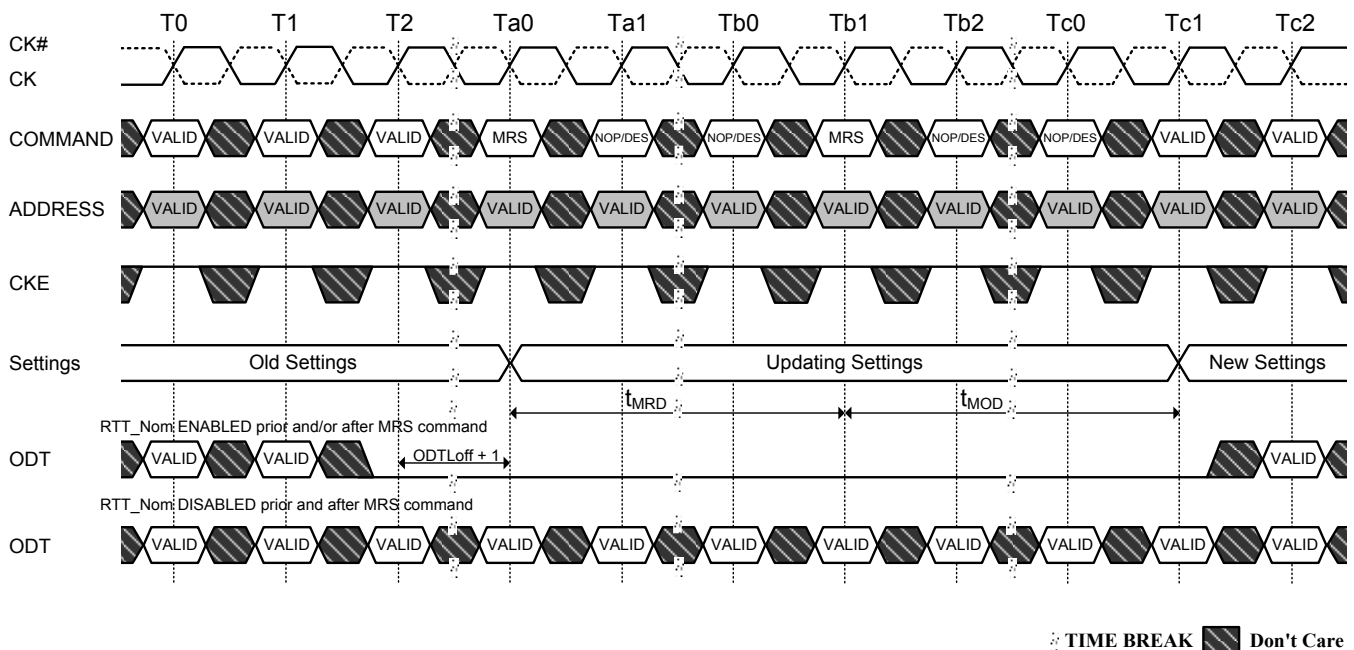 T0 T1 T2 Ta0 Ta1 Tb0 Tb1 Tb2 Tc0 Tc1 Tc2
CK#
CK
COMMAND VALID VALID VALID MRS NOP/DES NOP/DES MRS NOP/DES NOP/DES VALID VALID
ADDRESS VALID VALID VALID VALID VALID VALID VALID VALID VALID VALID VALID
CKE
Settings Old Settings Updating Settings New Settings
tMRD tMOD
RTT_Nom ENABLED prior and/or after MRS command
ODT VALID VALID ODTLoff + 1 VALID
RTT_Nom DISABLED prior and after MRS command
ODT VALID VALID VALID VALID VALID VALID VALID VALID VALID VALID VALID
TIME BREAK Don't Care